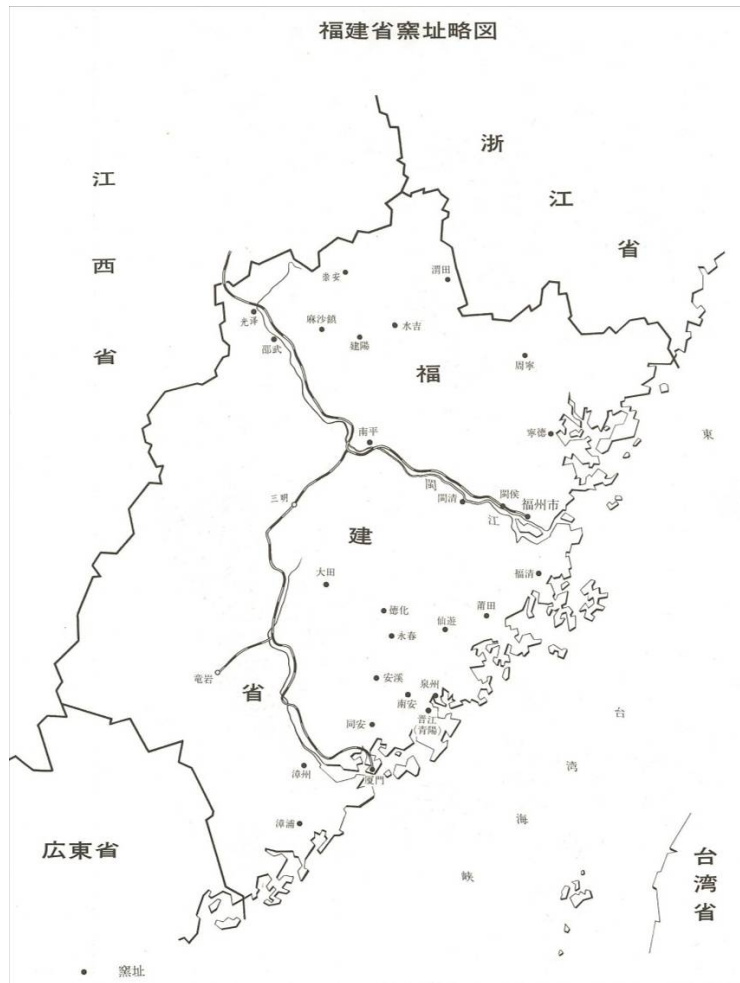 福建省窯址略図
浙江省
江西省
崇安
渭田
光沢
麻沙鎮
水吉
邵武
建陽
周寧
福
東
寧徳
南平
閩
閩清
閩侯
福州市
江
三明
建
大田
福清
徳化
莆田
仙遊
永春
竜岩
安溪
泉州
省
南安
晋江
(青陽)
同安
台湾海峡
漳州
厦門
漳浦
広東省
台湾省
● 窯址